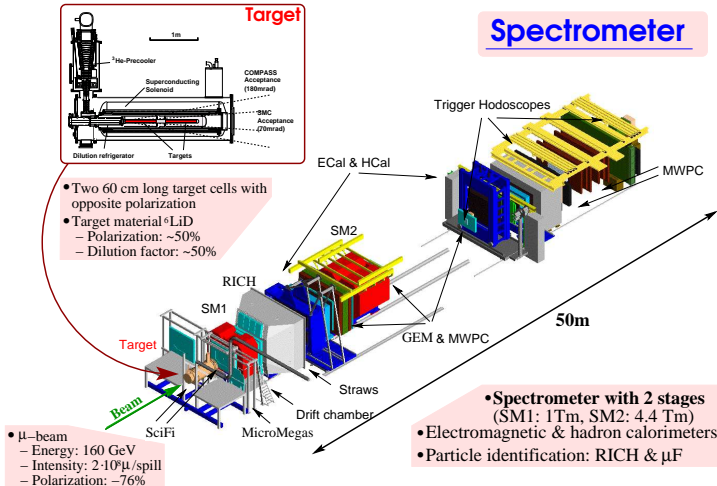 Target
Spectrometer
1m
³He-Precooler
Superconducting
Solenoid
COMPASS
Acceptance
(180mrad)
SMC
Acceptance
(70mrad)
Dilution refrigerator
Targets
• Two 60 cm long target cells with
opposite polarization
• Target material ⁶LiD
– Polarization: ~50%
– Dilution factor: ~50%
Trigger Hodoscopes
ECal & HCal
MWPC
SM2
RICH
SM1
GEM & MWPC
50m
Target
Straws
Beam
Drift chamber
SciFi
MicroMegas
• μ–beam
– Energy: 160 GeV
– Intensity: 2·10⁸μ/spill
– Polarization: –76%
• Spectrometer with 2 stages
(SM1: 1Tm, SM2: 4.4 Tm)
• Electromagnetic & hadron calorimeters
• Particle identification: RICH & μF